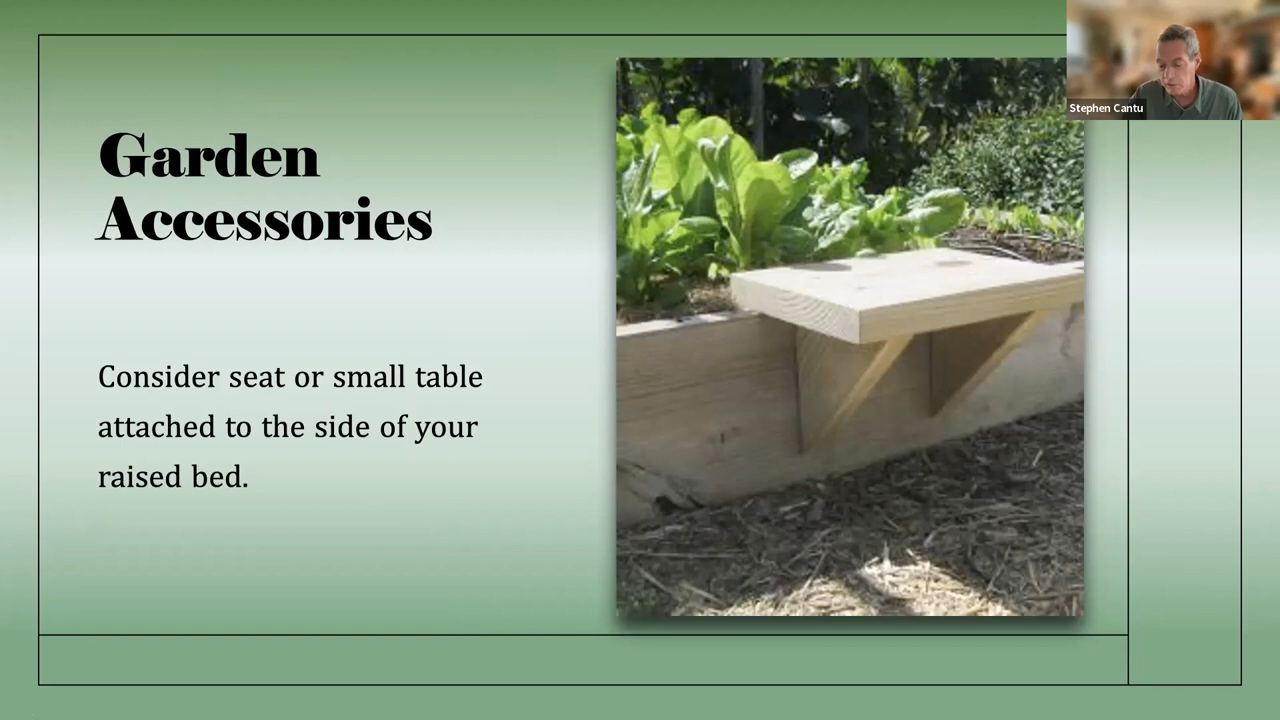 Garden
Accessories
Consider seat or small table
attached to the side of your
raised bed.
Stephen Cantu